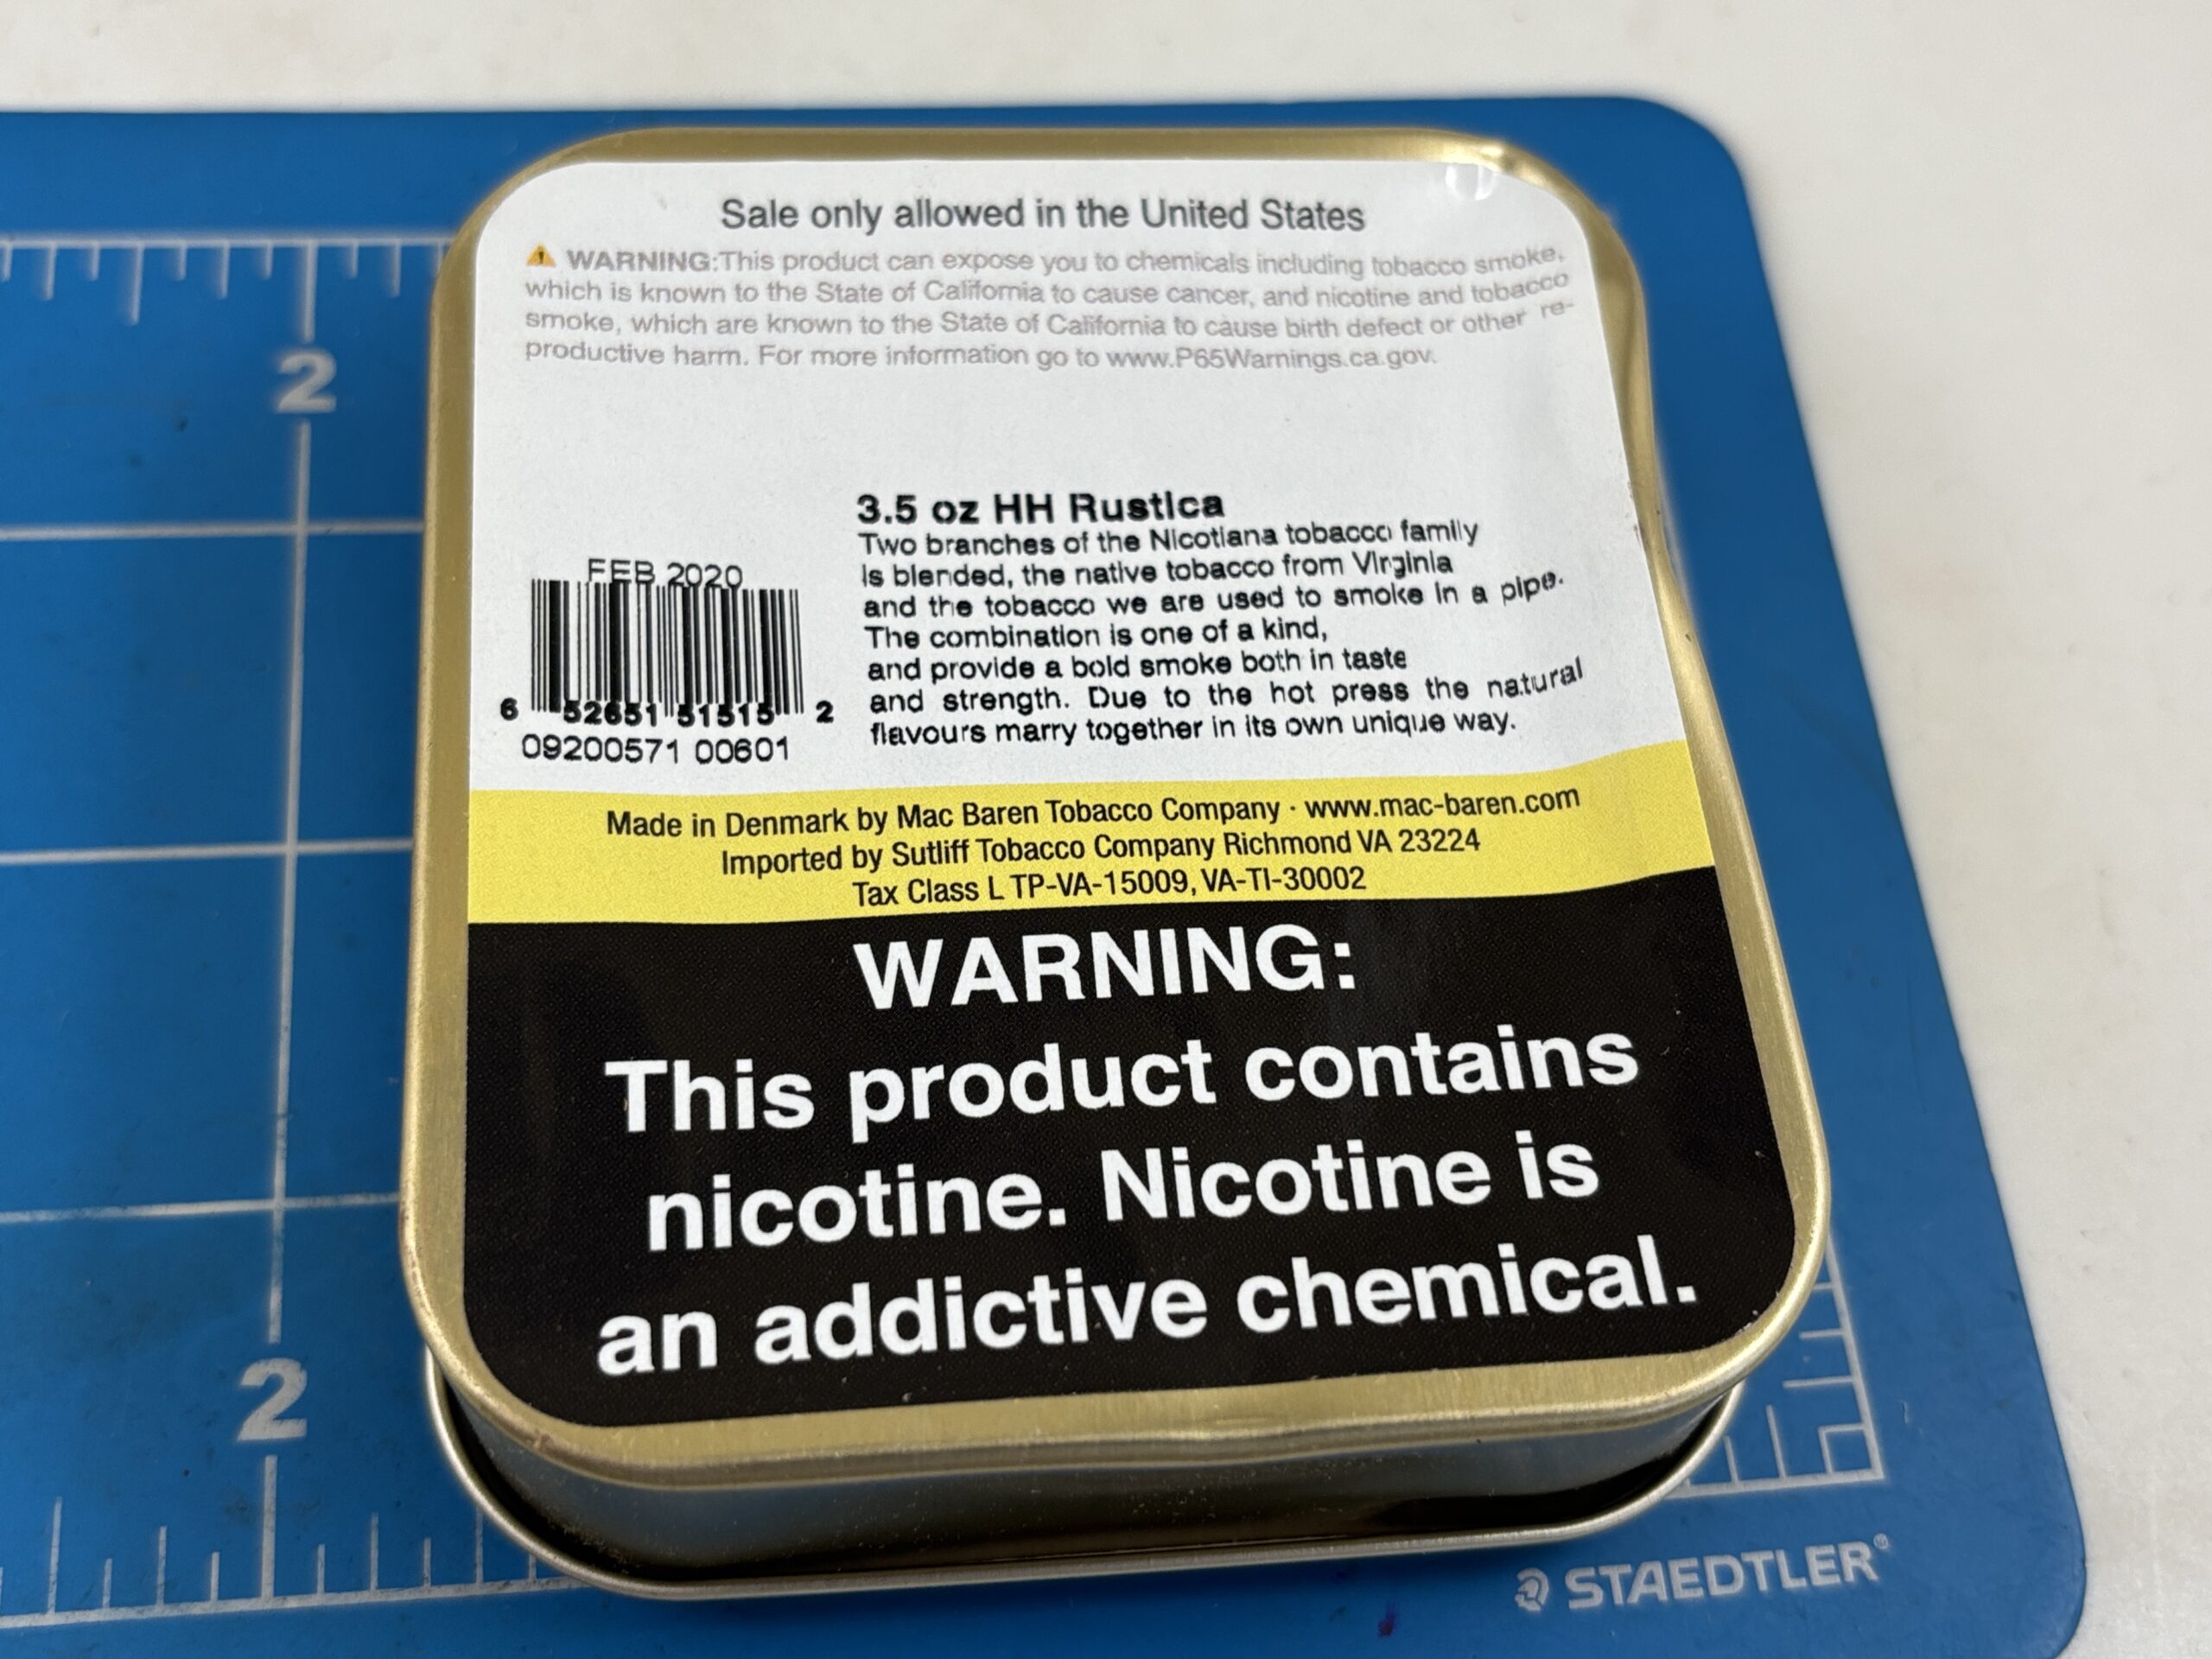 Sale only allowed in the United States
WARNING:This product can expose you to chemicals including tobacco smoke,
which is known to the State of California to cause cancer, and nicotine and tobacco
smoke, which are known to the State of California to cause birth defect or other re-
productive harm. For more information go to www.P65Warnings.ca.gov.
3.5 oz HH Rustica
Two branches of the Nicotiana tobacco family
is blended, the native tobacco from Virginia
and the tobacco we are used to smoke in a pipe.
The combination is one of a kind,
and provide a bold smoke both in taste
and strength. Due to the hot press the natural
flavours marry together in its own unique way.
FEB 2020
6 52651 51515 2
09200571 00601
Made in Denmark by Mac Baren Tobacco Company · www.mac-baren.com
Imported by Sutliff Tobacco Company Richmond VA 23224
Tax Class L TP-VA-15009, VA-TI-30002
WARNING:
This product contains
nicotine. Nicotine is
an addictive chemical.
2
2
STAEDTLER®